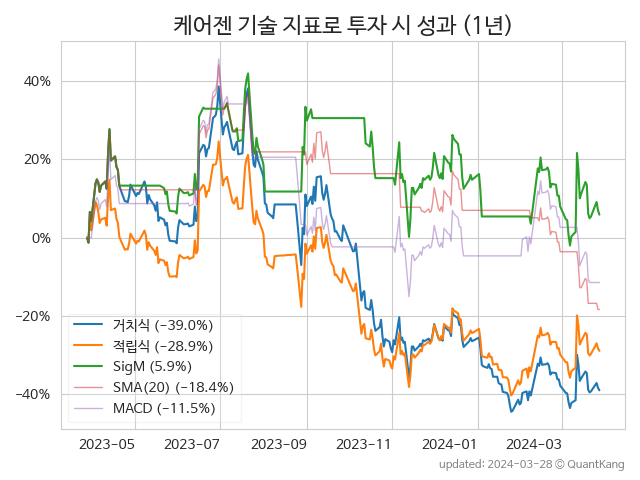 케어젠 기술 지표로 투자 시 성과 (1년)
40%
20%
0%
−20%
−40%
거치식 (−39.0%)
적립식 (−28.9%)
SigM (5.9%)
SMA(20) (−18.4%)
MACD (−11.5%)
2023-05 2023-07 2023-09 2023-11 2024-01 2024-03
updated: 2024-03-28 ⓒ QuantKang